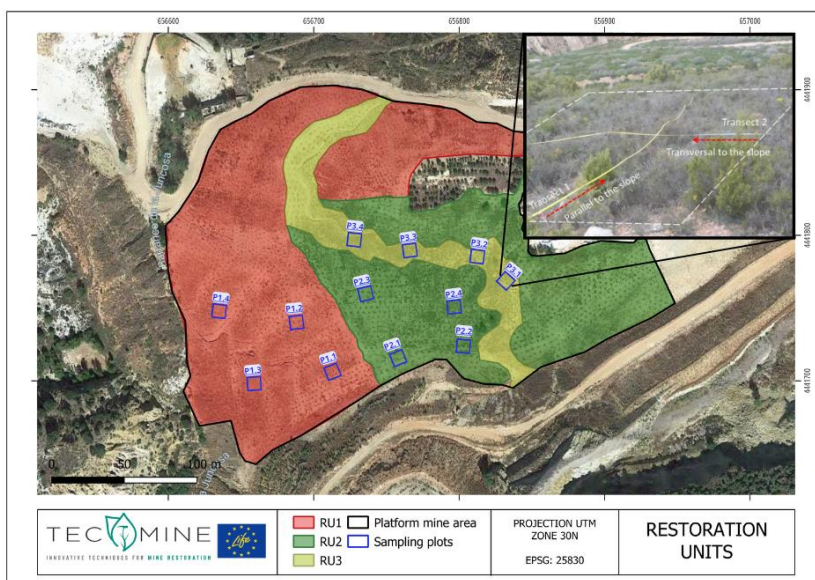 656600
656700
656800
656900
657000
4441900
4441800
4441700
Transect 2
Transversal to the slope
Transect 1
Parallel to the slope
P3.4
P3.3
P3.2
P3.1
P2.3
P2.4
P1.4
P1.2
P2.1
P2.2
P1.3
P1.1
0 50 100 m
TECMINE
INNOVATIVE TECHNIQUES FOR MINE RESTORATION
Life
RU1
RU2
RU3
Platform mine area
Sampling plots
PROJECTION UTM
ZONE 30N
EPSG: 25830
RESTORATION
UNITS